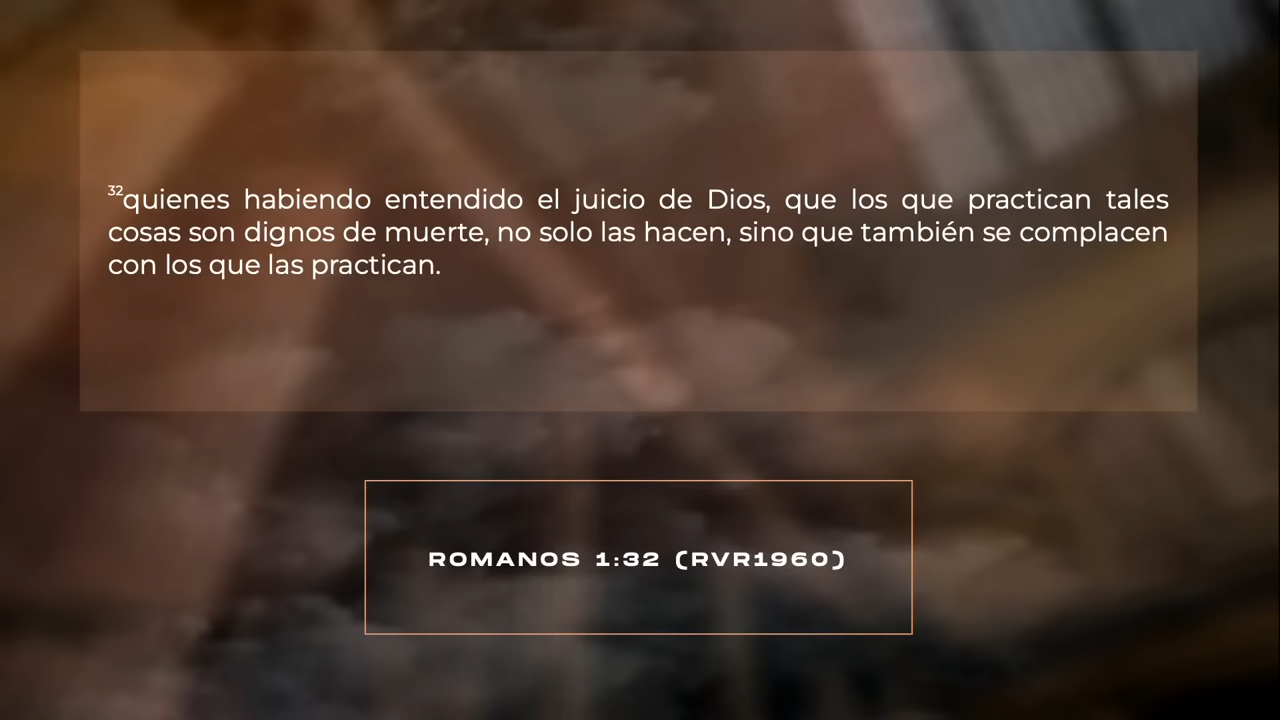 ³²quienes habiendo entendido el juicio de Dios, que los que practican tales
cosas son dignos de muerte, no solo las hacen, sino que también se complacen
con los que las practican.
ROMANOS 1:32 (RVR1960)